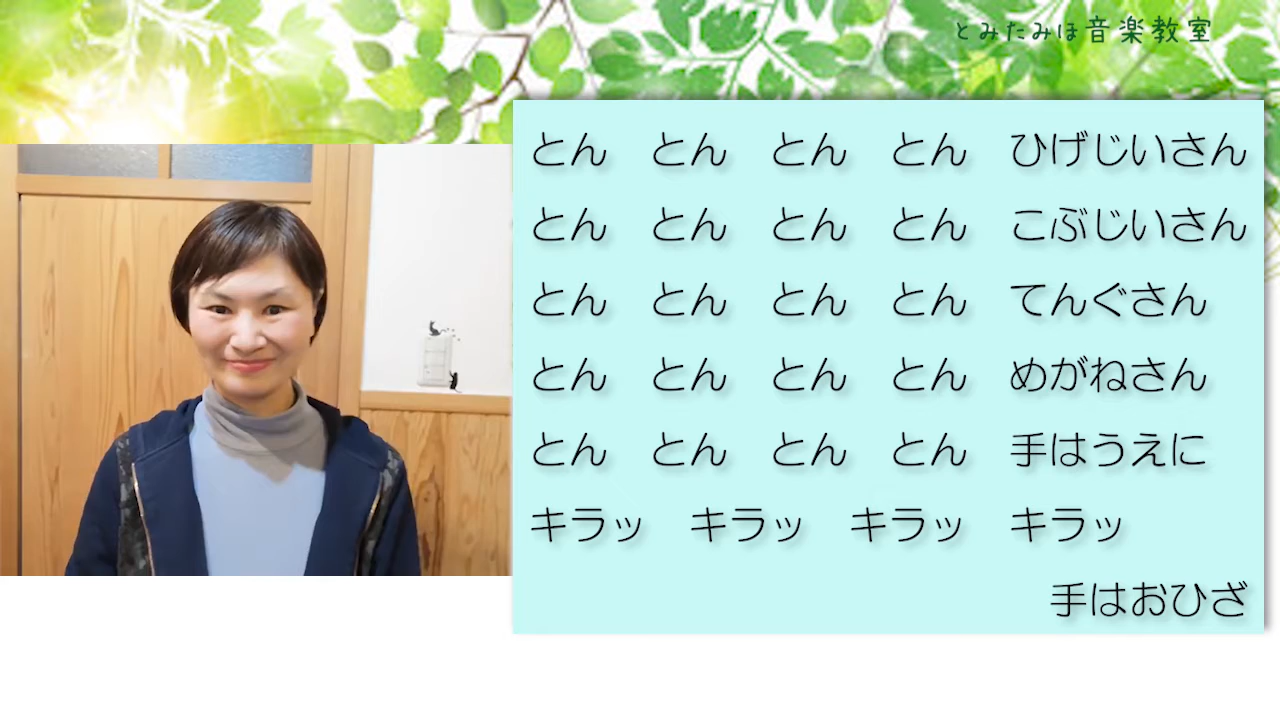 とみたみほ音楽教室
とん　とん　とん　とん　ひげじいさん
とん　とん　とん　とん　こぶじいさん
とん　とん　とん　とん　てんぐさん
とん　とん　とん　とん　めがねさん
とん　とん　とん　とん　手はうえに
キラッ　キラッ　キラッ　キラッ
手はおひざ